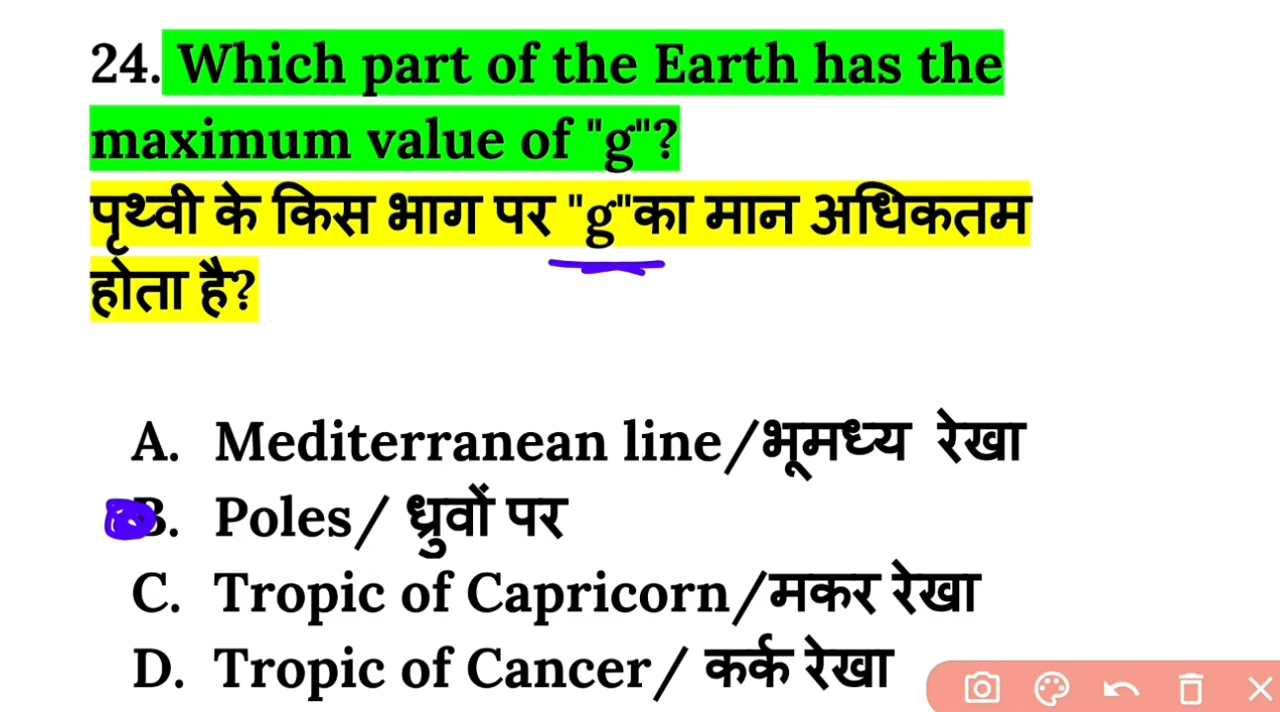 24. Which part of the Earth has the
maximum value of "g"?
पृथ्वी के किस भाग पर "g"का मान अधिकतम
होता है?
A. Mediterranean line/भूमध्य रेखा
B. Poles/ ध्रुवों पर
C. Tropic of Capricorn/मकर रेखा
D. Tropic of Cancer/ कर्क रेखा